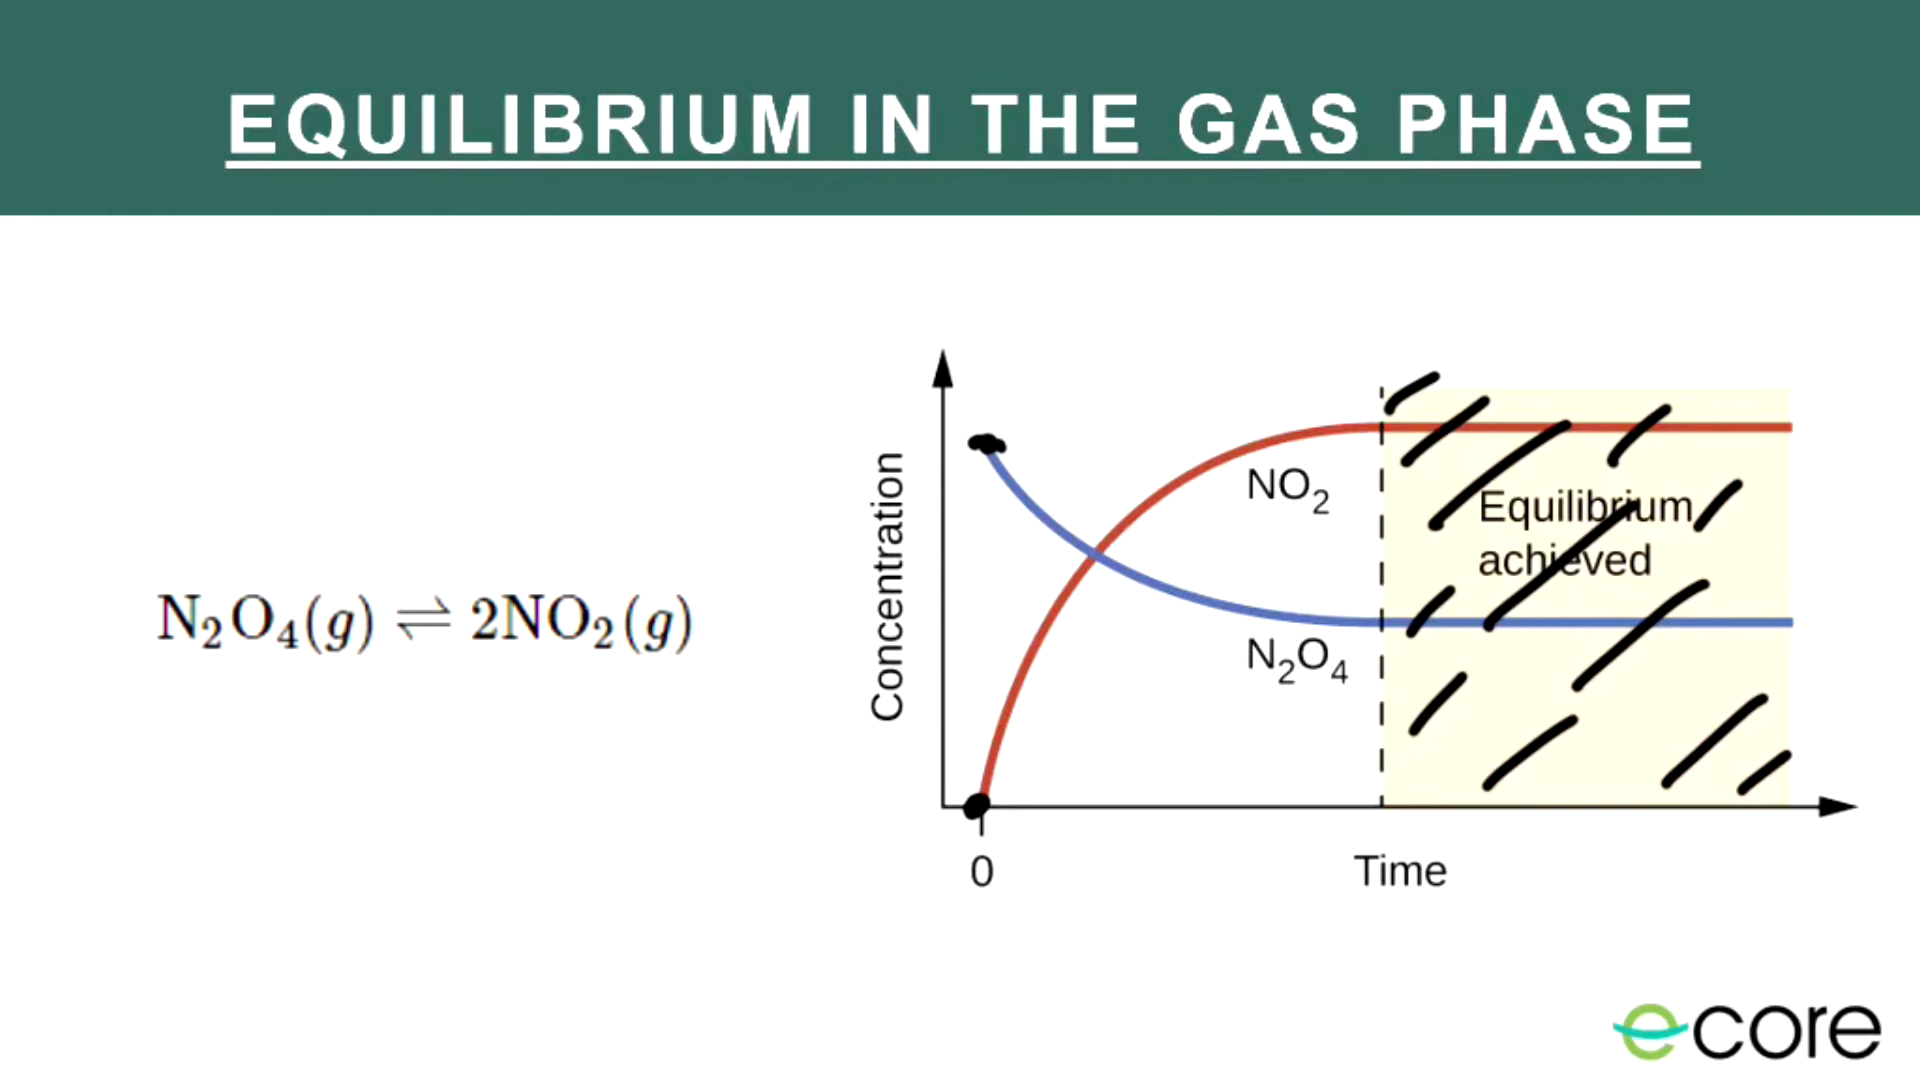 EQUILIBRIUM IN THE GAS PHASE
N₂O₄(g) ⇌ 2NO₂(g)
Concentration
NO₂
Equilibrium
achieved
N₂O₄
0
Time
ecore